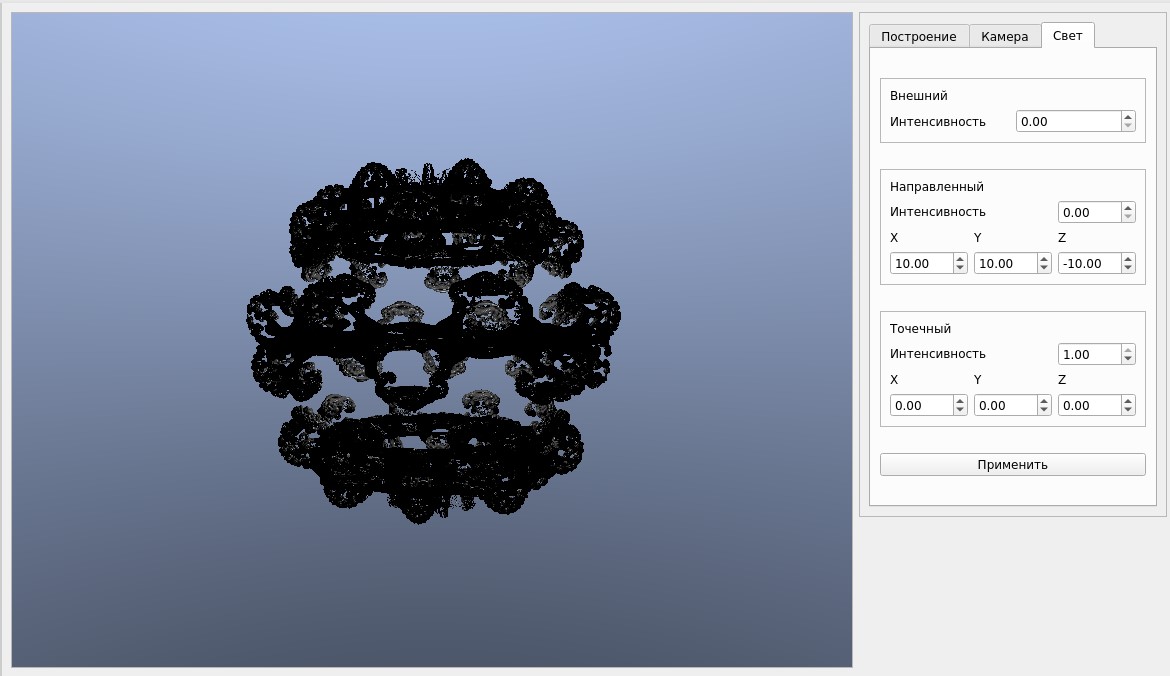 Построение Камера Свет
Внешний
Интенсивность 0.00
Направленный
Интенсивность 0.00
X Y Z
10.00 10.00 -10.00
Точечный
Интенсивность 1.00
X Y Z
0.00 0.00 0.00
Применить